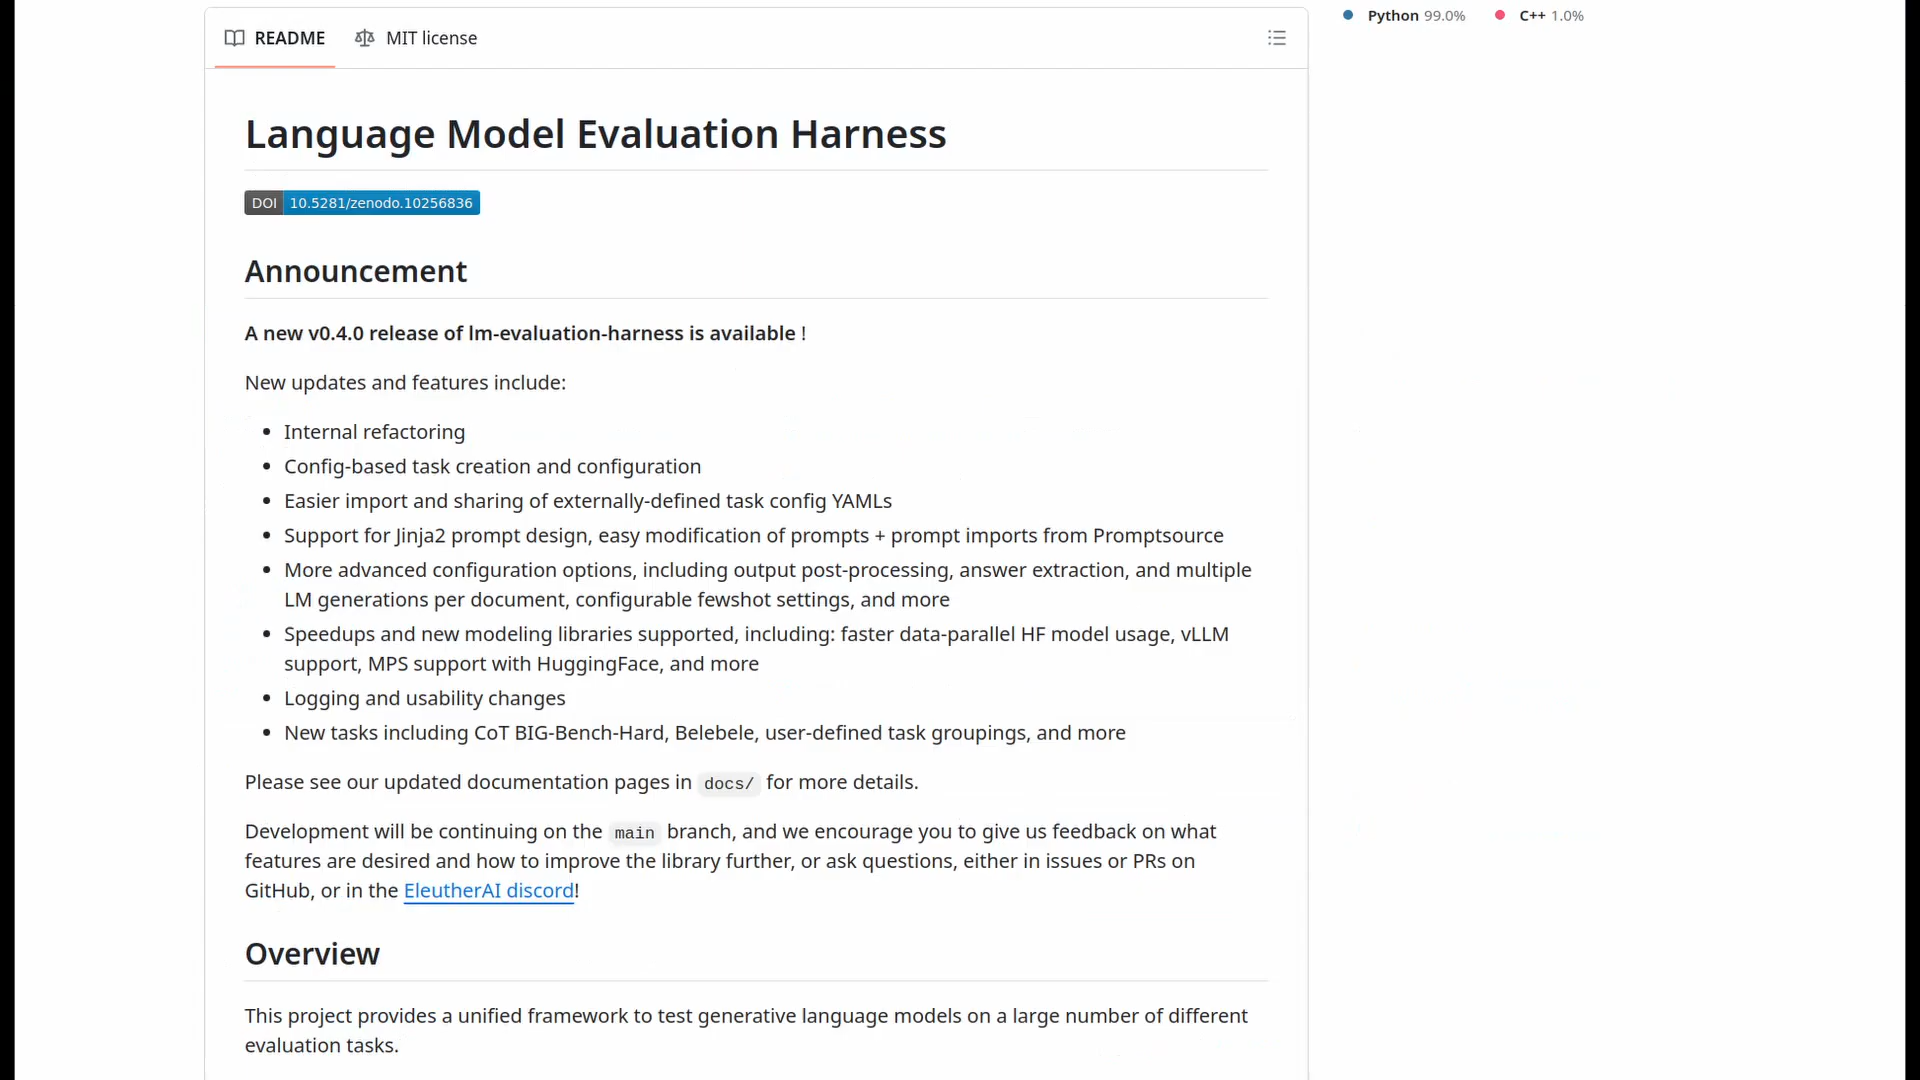 README MIT license
Python 99.0% C++ 1.0%
Language Model Evaluation Harness
DOI 10.5281/zenodo.10256836
Announcement
A new v0.4.0 release of lm-evaluation-harness is available !
New updates and features include:
Internal refactoring
Config-based task creation and configuration
Easier import and sharing of externally-defined task config YAMLs
Support for Jinja2 prompt design, easy modification of prompts + prompt imports from Promptsource
More advanced configuration options, including output post-processing, answer extraction, and multiple
LM generations per document, configurable fewshot settings, and more
Speedups and new modeling libraries supported, including: faster data-parallel HF model usage, vLLM
support, MPS support with HuggingFace, and more
Logging and usability changes
New tasks including CoT BIG-Bench-Hard, Belebele, user-defined task groupings, and more
Please see our updated documentation pages in docs/ for more details.
Development will be continuing on the main branch, and we encourage you to give us feedback on what
features are desired and how to improve the library further, or ask questions, either in issues or PRs on
GitHub, or in the EleutherAI discord!
Overview
This project provides a unified framework to test generative language models on a large number of different
evaluation tasks.